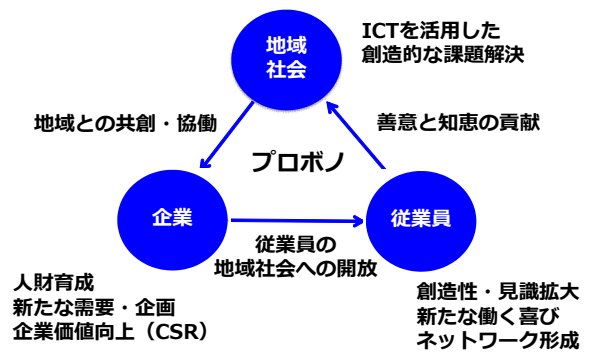 地域
社会
ICTを活用した
創造的な課題解決
地域との共創・協働
善意と知恵の貢献
プロボノ
企業
従業員
従業員の
地域社会への開放
人財育成
新たな需要・企画
企業価値向上（CSR）
創造性・見識拡大
新たな働く喜び
ネットワーク形成